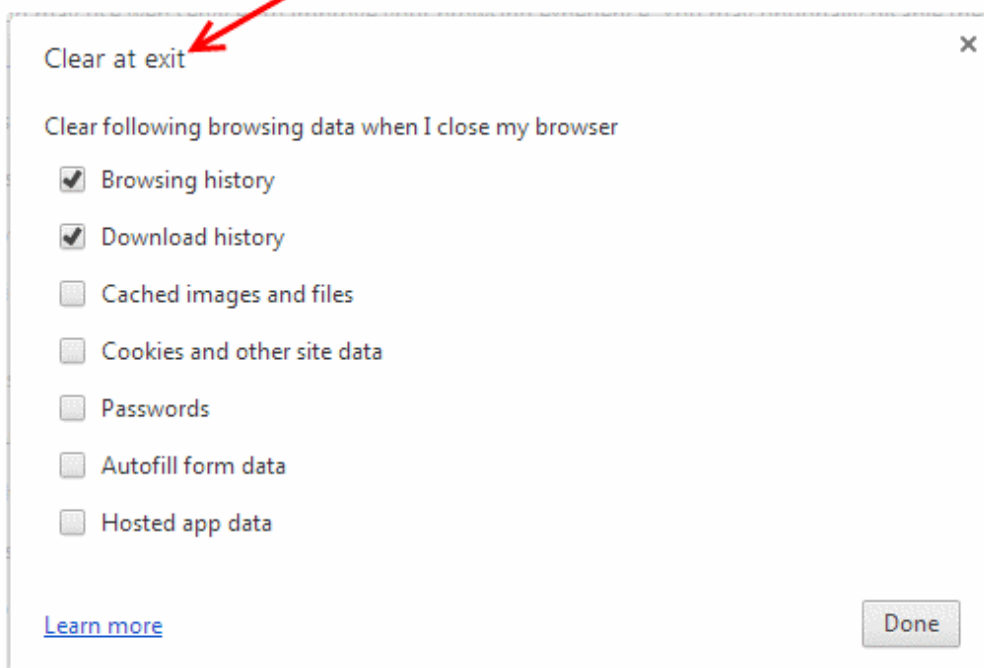 Clear at exit
Clear following browsing data when I close my browser
Browsing history
Download history
Cached images and files
Cookies and other site data
Passwords
Autofill form data
Hosted app data
Learn more
Done